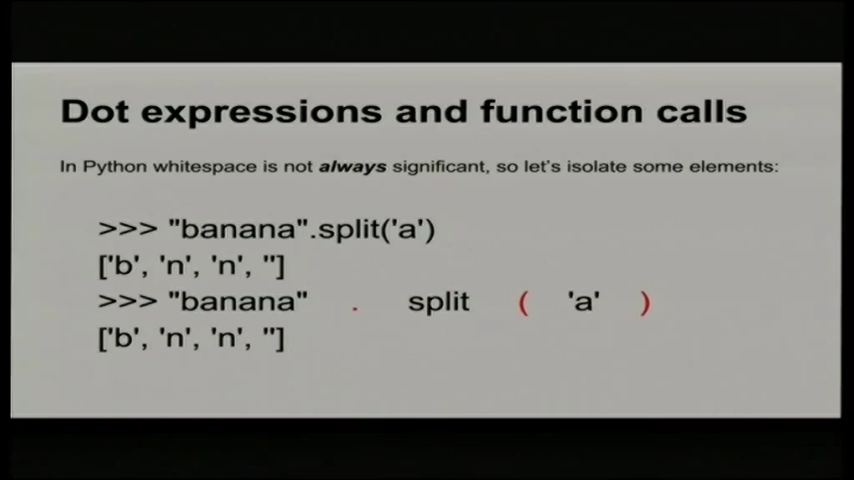 Dot expressions and function calls
In Python whitespace is not always significant, so let's isolate some elements:
>>> "banana".split('a')
['b', 'n', 'n', '']
>>> "banana" . split ( 'a' )
['b', 'n', 'n', '']